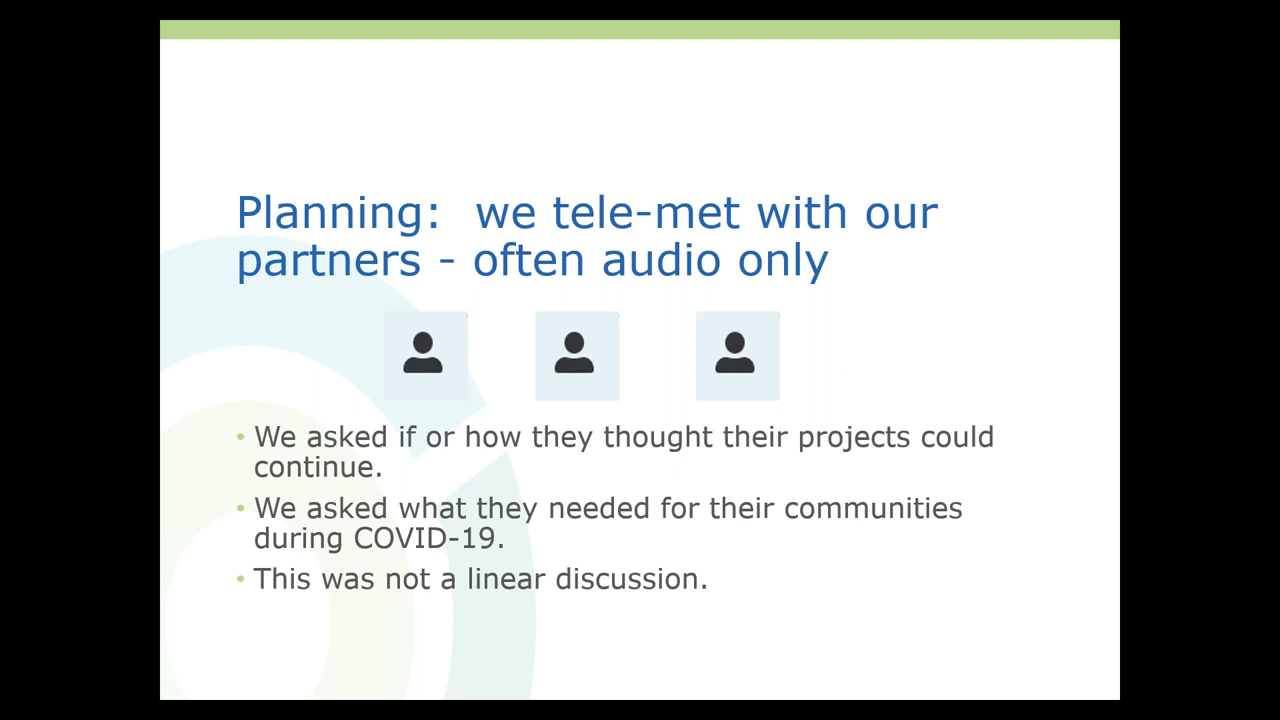 Planning:  we tele-met with our
partners - often audio only
• We asked if or how they thought their projects could
continue.
• We asked what they needed for their communities
during COVID-19.
• This was not a linear discussion.